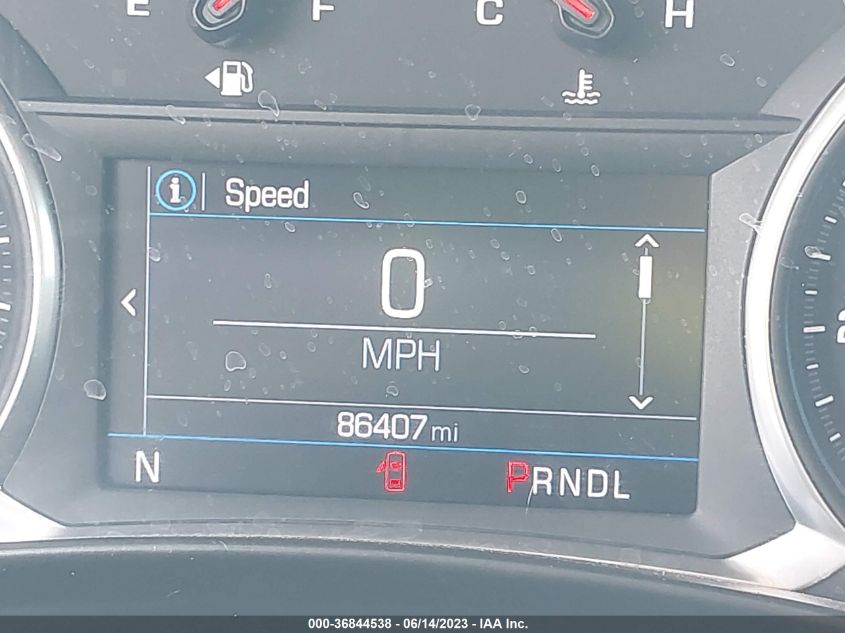 E F C H
Speed
0
MPH
86407 mi
N PRNDL
000-36844538 - 06/14/2023 - IAA Inc.